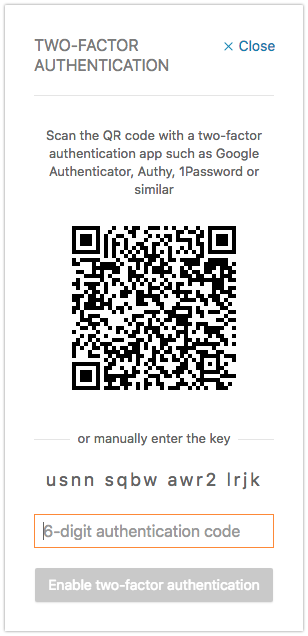 TWO-FACTOR
AUTHENTICATION
× Close
Scan the QR code with a two-factor
authentication app such as Google
Authenticator, Authy, 1Password or
similar
or manually enter the key
usnn sqbw awr2 lrjk
6-digit authentication code
Enable two-factor authentication